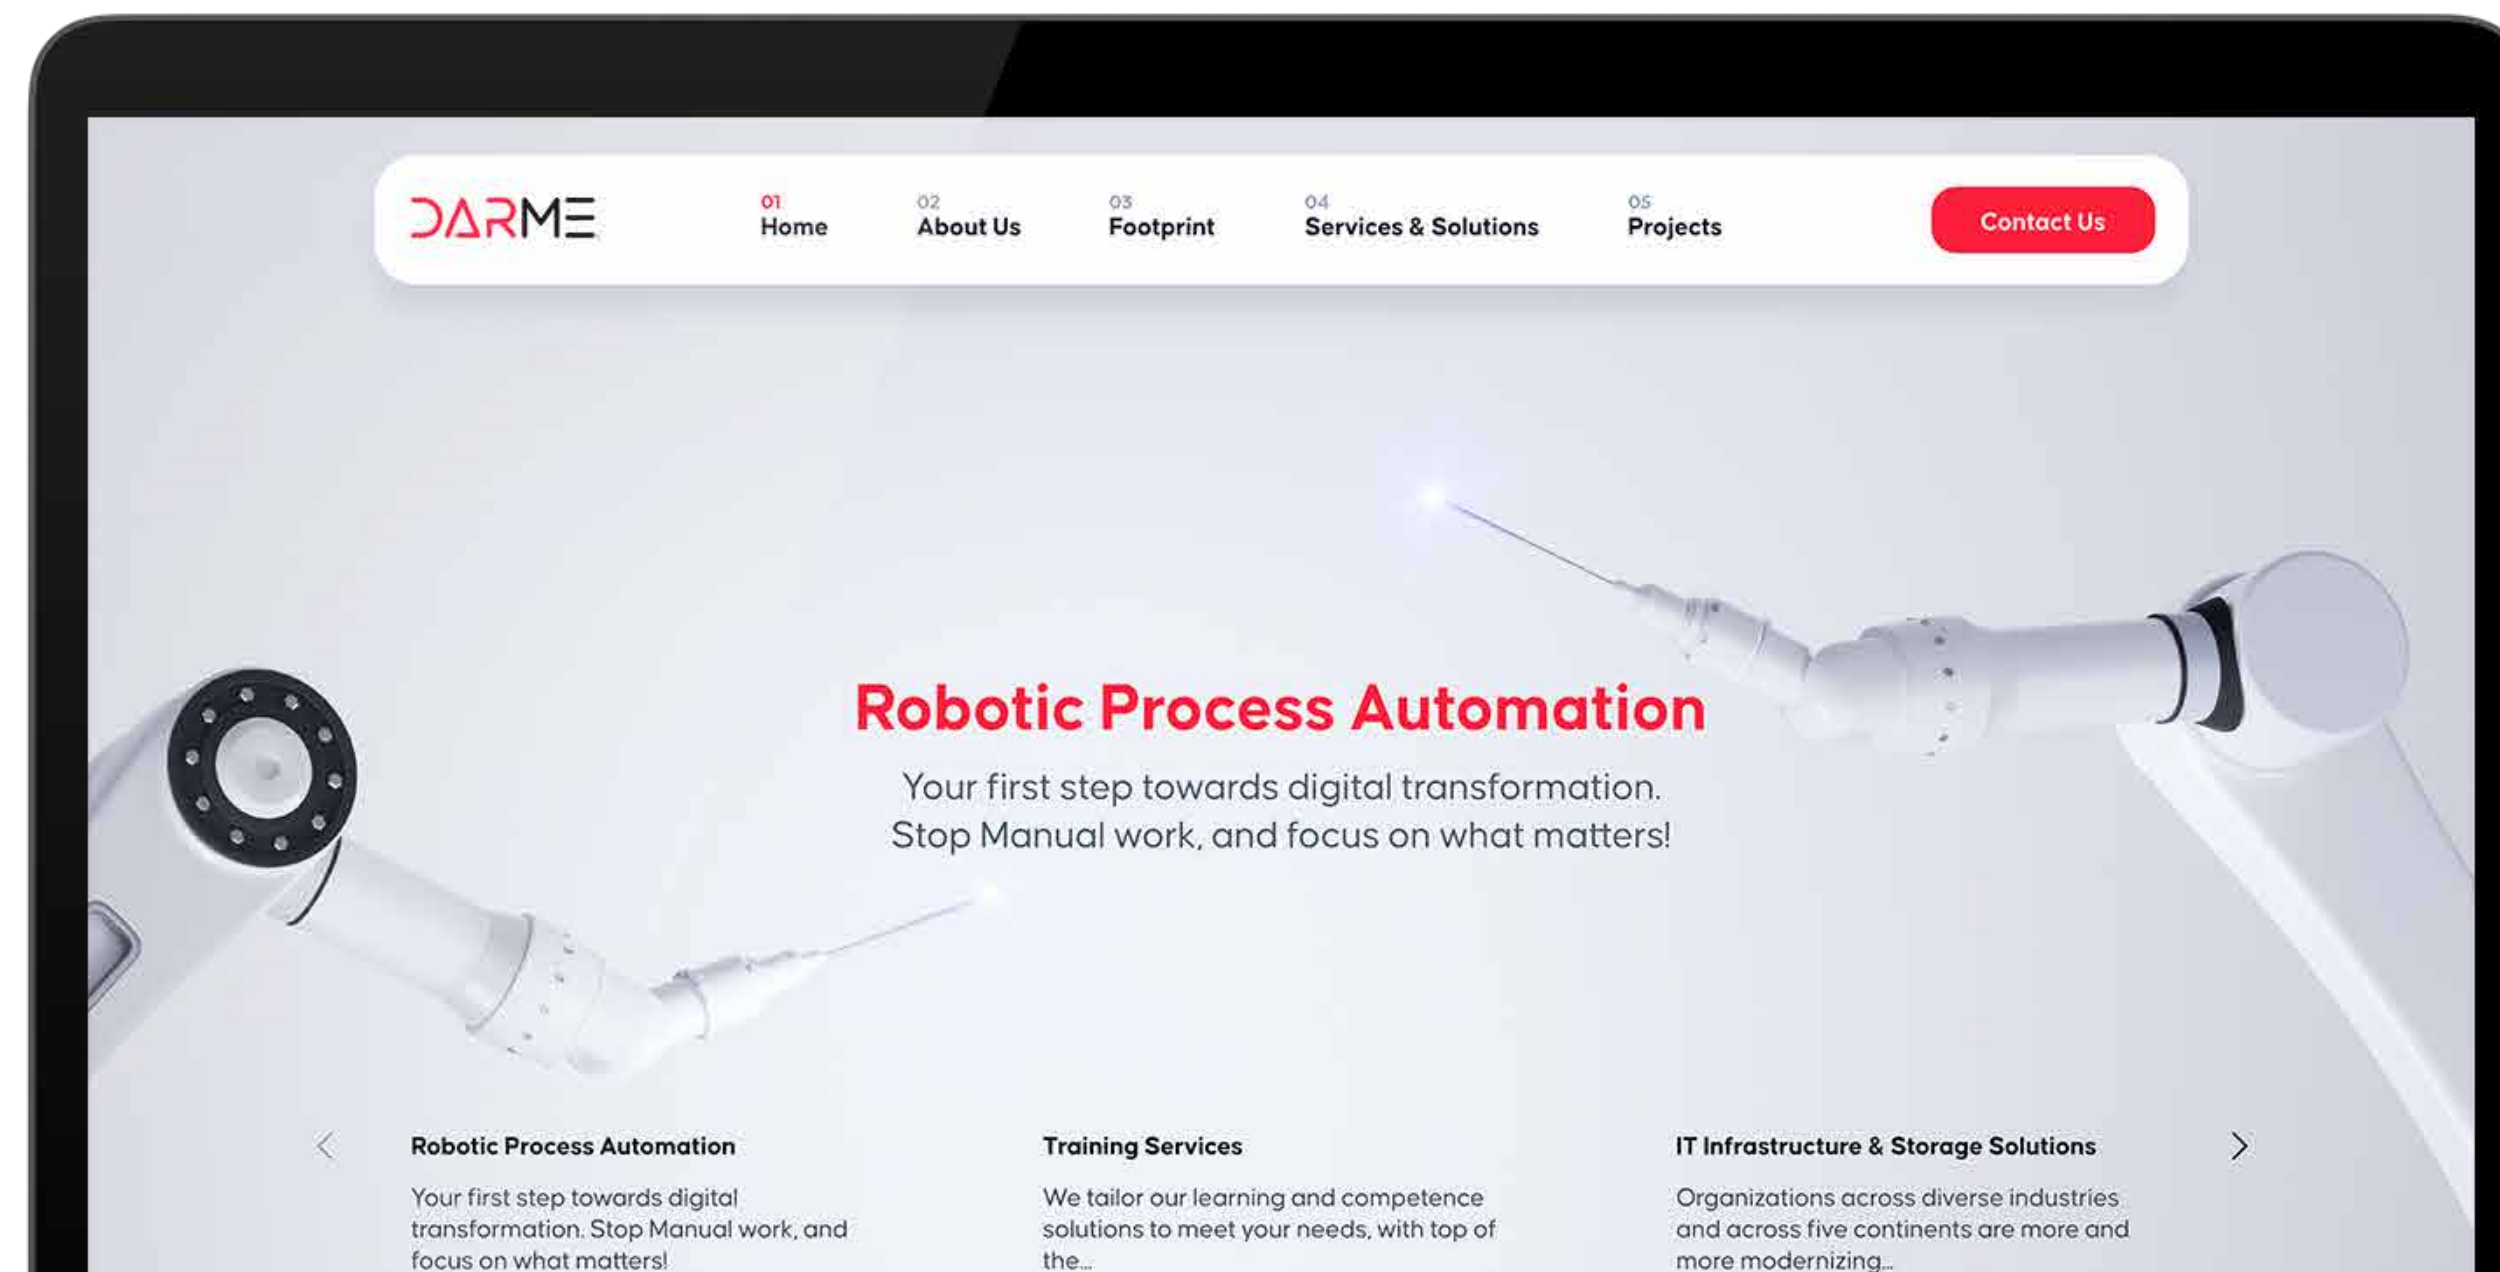 DARME
01
Home
02
About Us
03
Footprint
04
Services & Solutions
05
Projects
Contact Us
Robotic Process Automation
Your first step towards digital transformation.
Stop Manual work, and focus on what matters!
Robotic Process Automation
Your first step towards digital
transformation. Stop Manual work, and
focus on what matters!
Training Services
We tailor our learning and competence
solutions to meet your needs, with top of
the...
IT Infrastructure & Storage Solutions
Organizations across diverse industries
and across five continents are more and
more modernizing...